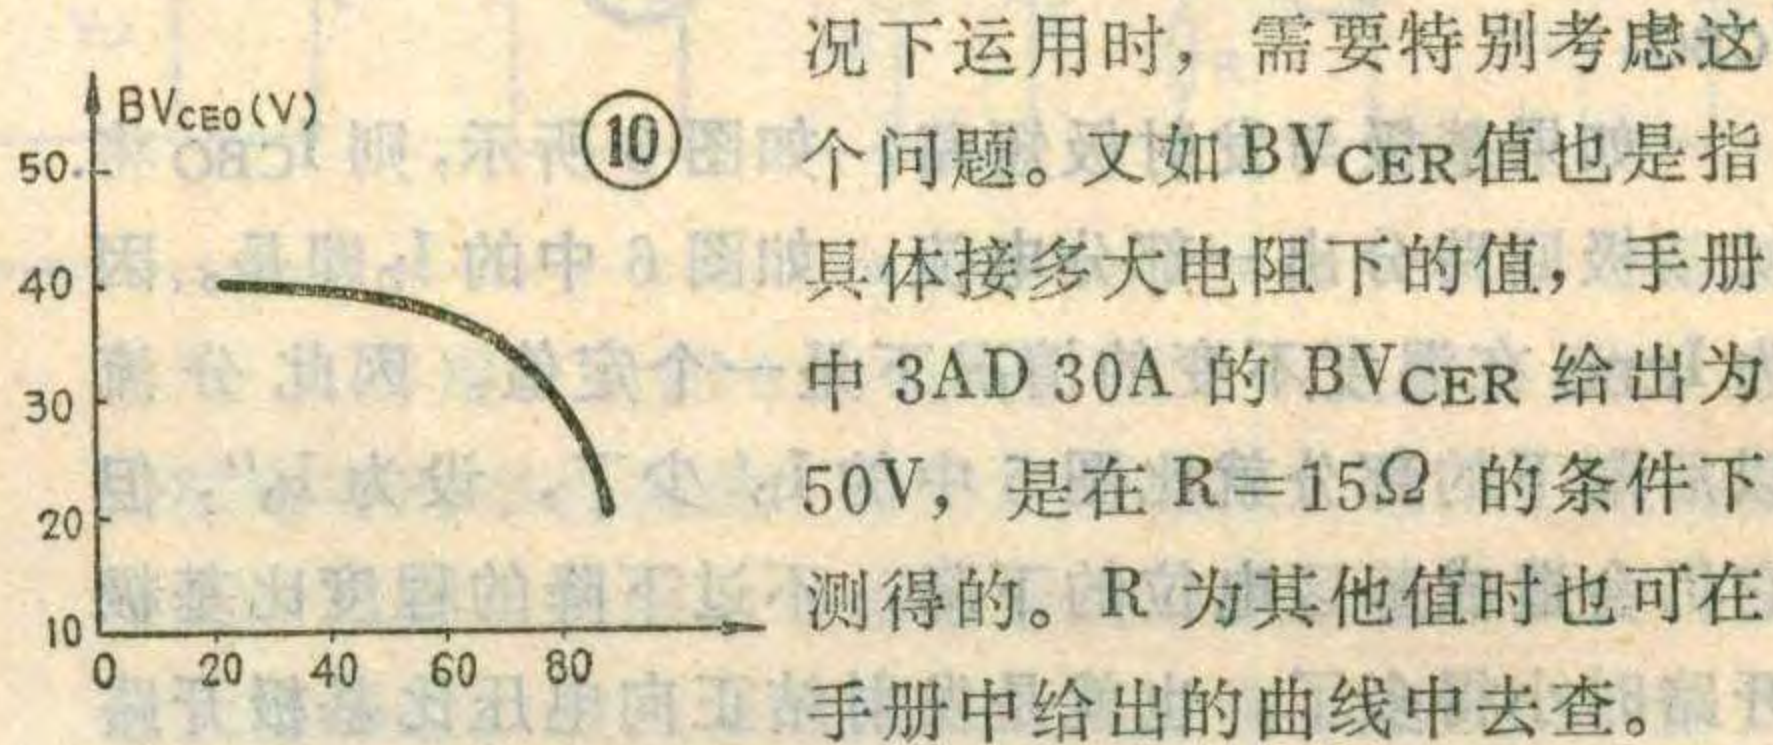 BVCEO(V)
⑩
50
40
30
20
10
0 20 40 60 80
况下运用时，需要特别考虑这
个问题。又如BVCER值也是指
具体接多大电阻下的值，手册
中 3AD 30A 的 BVCER 给出为
50V，是在 R=15Ω 的条件下
测得的。R 为其他值时也可在
手册中给出的曲线中去查。